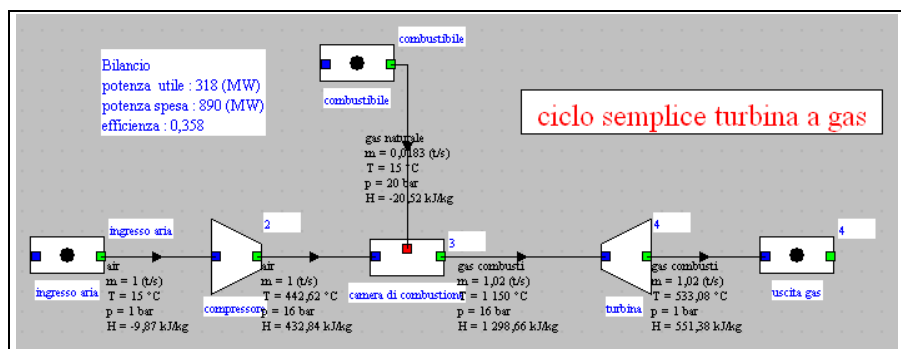 combustibile
Bilancio
potenza utile : 318 (MW)
potenza spesa : 890 (MW)
efficienza : 0,358
combustibile
ciclo semplice turbina a gas
gas naturale
m = 0,0183 (t/s)
T = 15 °C
p = 20 bar
H = -20,52 kJ/kg
ingresso aria
2
3
4
4
ingresso aria
air
m = 1 (t/s)
T = 15 °C
p = 1 bar
H = -9,87 kJ/kg
compressore
air
m = 1 (t/s)
T = 442,62 °C
p = 16 bar
H = 432,84 kJ/kg
camera di combustione
gas combusti
m = 1,02 (t/s)
T = 1 150 °C
p = 16 bar
H = 1 298,66 kJ/kg
turbina
gas combusti
m = 1,02 (t/s)
T = 533,08 °C
p = 1 bar
H = 551,38 kJ/kg
uscita gas